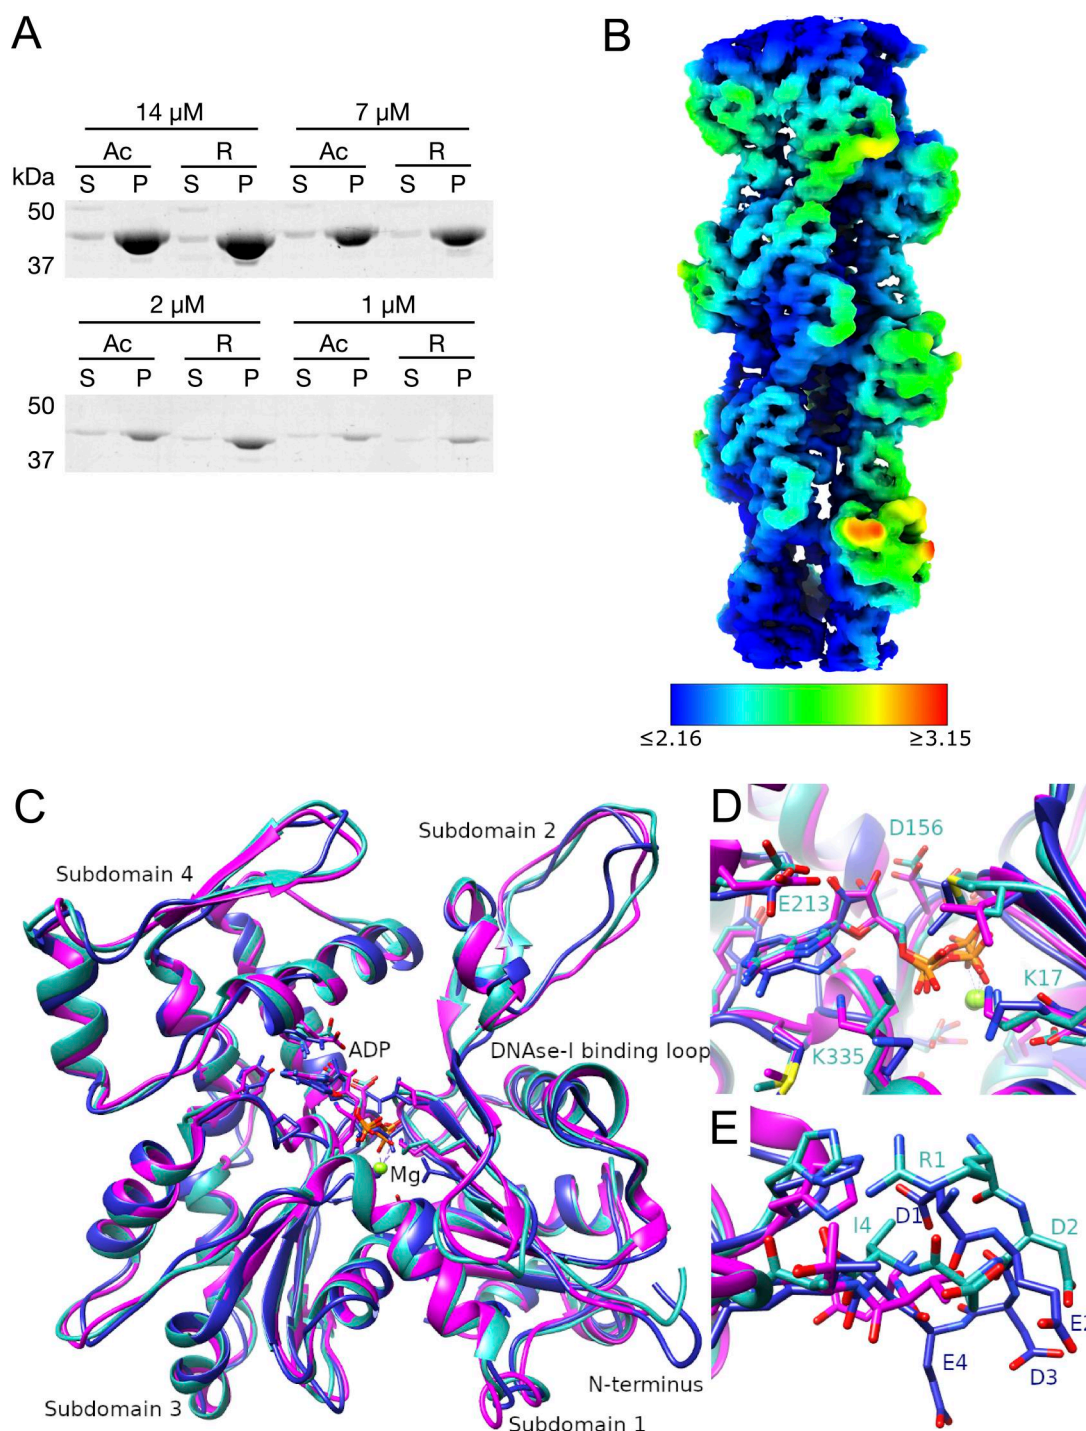 A
14 µM 7 µM
Ac R Ac R
kDa S P S P S P S P
50
37
2 µM 1 µM
Ac R Ac R
S P S P S P S P
50
37
B
≤2.16 ≥3.15
C
Subdomain 4
Subdomain 2
ADP
DNAse-I binding loop
Mg
N-terminus
Subdomain 3
Subdomain 1
D
D156
E213
K17
K335
E
R1
D1
I4
D2
E2
E4
D3